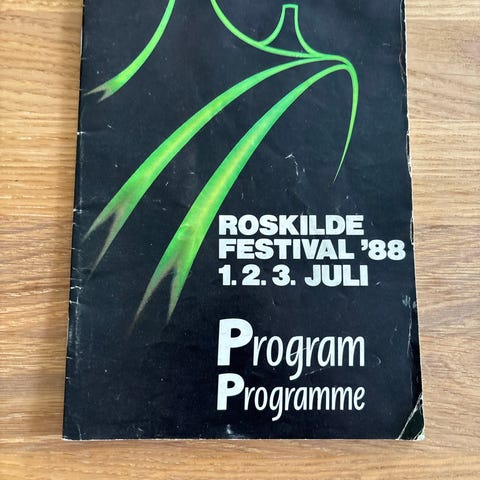 ROSKILDE
FESTIVAL '88
1. 2. 3. JULI
Program
Programme